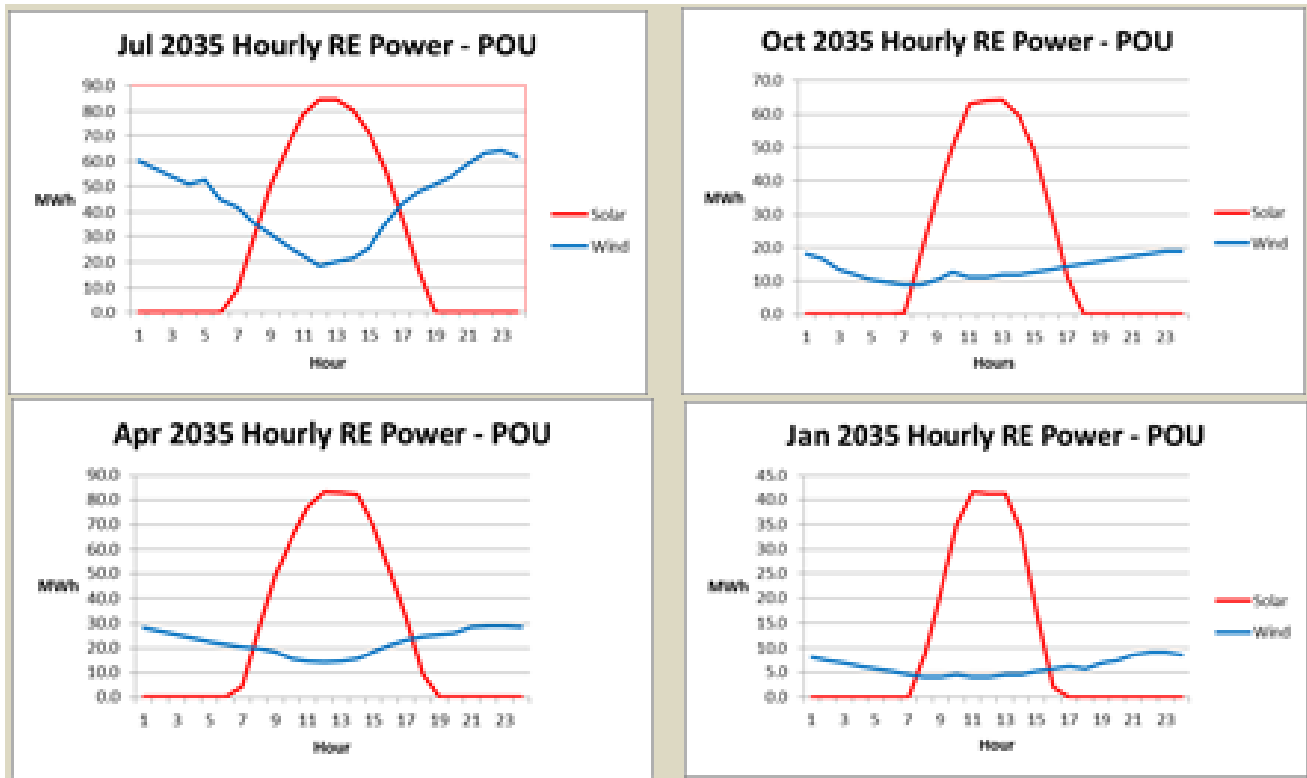 Jul 2035 Hourly RE Power - POU
90.0
80.0
70.0
60.0
50.0
40.0
30.0
20.0
10.0
0.0
MWh
1 3 5 7 9 11 13 15 17 19 21 23
Hour
Solar
Wind
Oct 2035 Hourly RE Power - POU
70.0
60.0
50.0
40.0
30.0
20.0
10.0
0.0
MWh
1 3 5 7 9 11 13 15 17 19 21 23
Hours
Solar
Wind
Apr 2035 Hourly RE Power - POU
90.0
80.0
70.0
60.0
50.0
40.0
30.0
20.0
10.0
0.0
MWh
1 3 5 7 9 11 13 15 17 19 21 23
Hour
Jan 2035 Hourly RE Power - POU
45.0
40.0
35.0
30.0
25.0
20.0
15.0
10.0
5.0
0.0
MWh
1 3 5 7 9 11 13 15 17 19 21 23
Hour
Solar
Wind